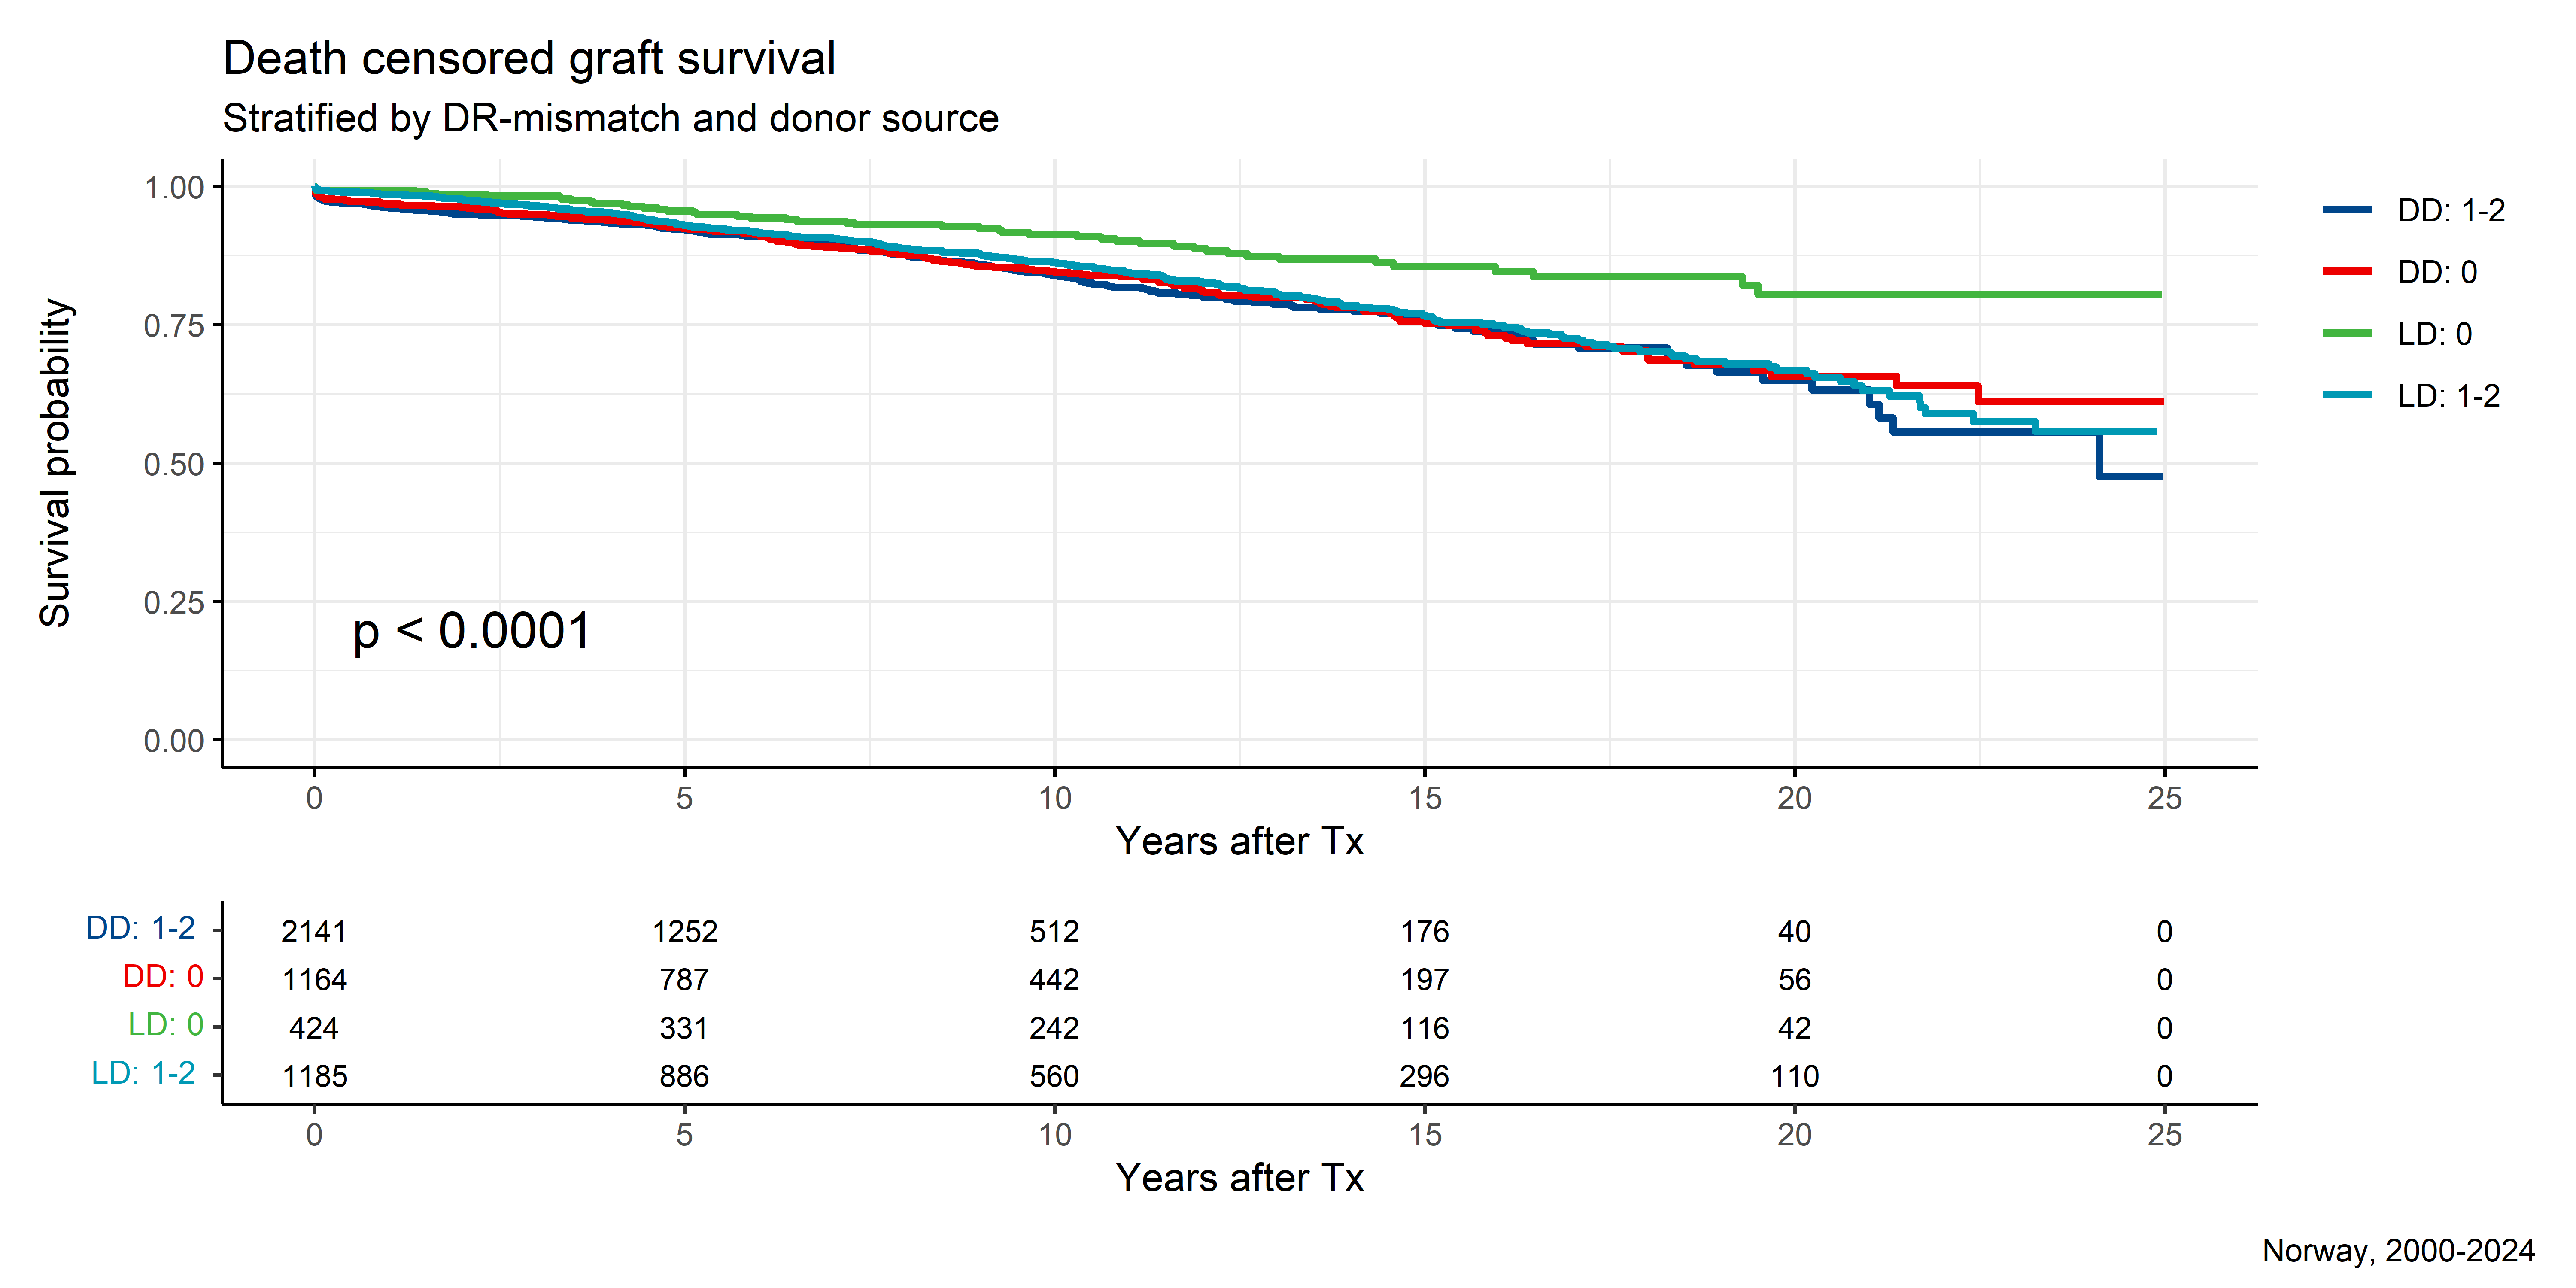 Death censored graft survival
Stratified by DR-mismatch and donor source
Survival probability
1.00
0.75
0.50
0.25
0.00
p < 0.0001
0 5 10 15 20 25
Years after Tx
DD: 1-2
DD: 0
LD: 0
LD: 1-2
DD: 1-2 2141 1252 512 176 40 0
DD: 0 1164 787 442 197 56 0
LD: 0 424 331 242 116 42 0
LD: 1-2 1185 886 560 296 110 0
0 5 10 15 20 25
Years after Tx
Norway, 2000-2024